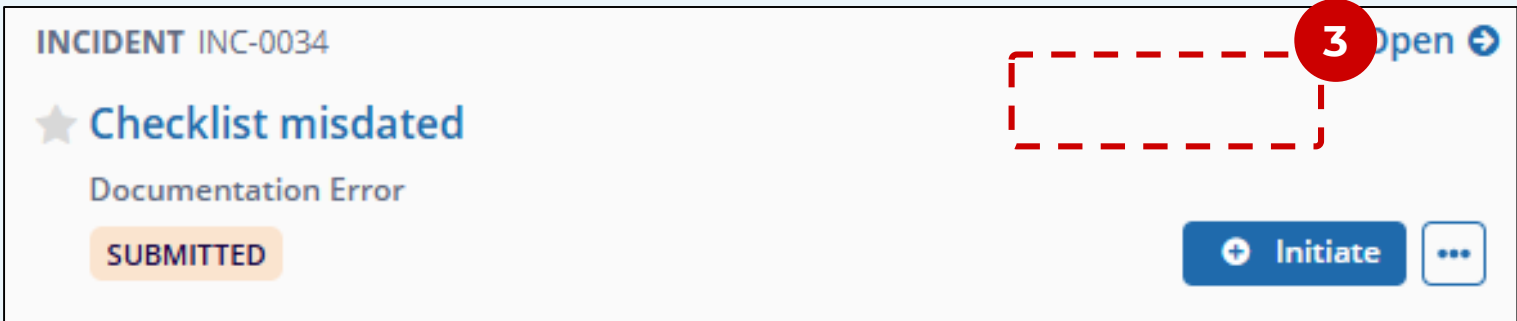 INCIDENT INC-0034
3
Open
Checklist misdated
Documentation Error
SUBMITTED
Initiate